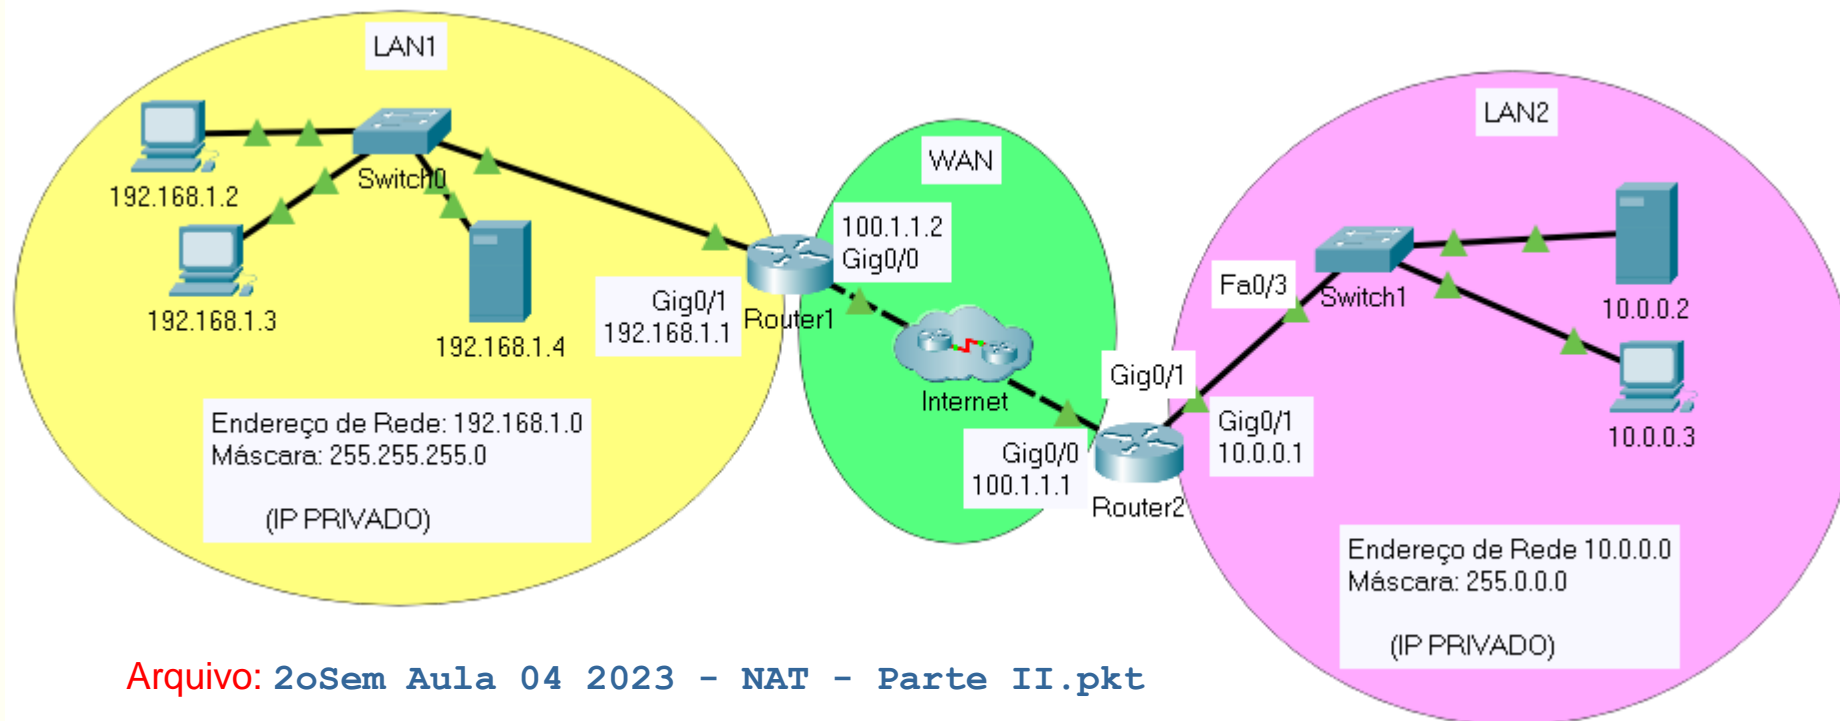 LAN1
192.168.1.2
Switch0
192.168.1.3
192.168.1.4
Gig0/1
192.168.1.1
Router1
Endereço de Rede: 192.168.1.0
Máscara: 255.255.255.0
(IP PRIVADO)
WAN
100.1.1.2
Gig0/0
Internet
Gig0/0
100.1.1.1
Gig0/1
Router2
LAN2
Fa0/3
Switch1
10.0.0.2
10.0.0.3
Gig0/1
10.0.0.1
Endereço de Rede 10.0.0.0
Máscara: 255.0.0.0
(IP PRIVADO)
Arquivo: 2oSem Aula 04 2023 - NAT - Parte II.pkt